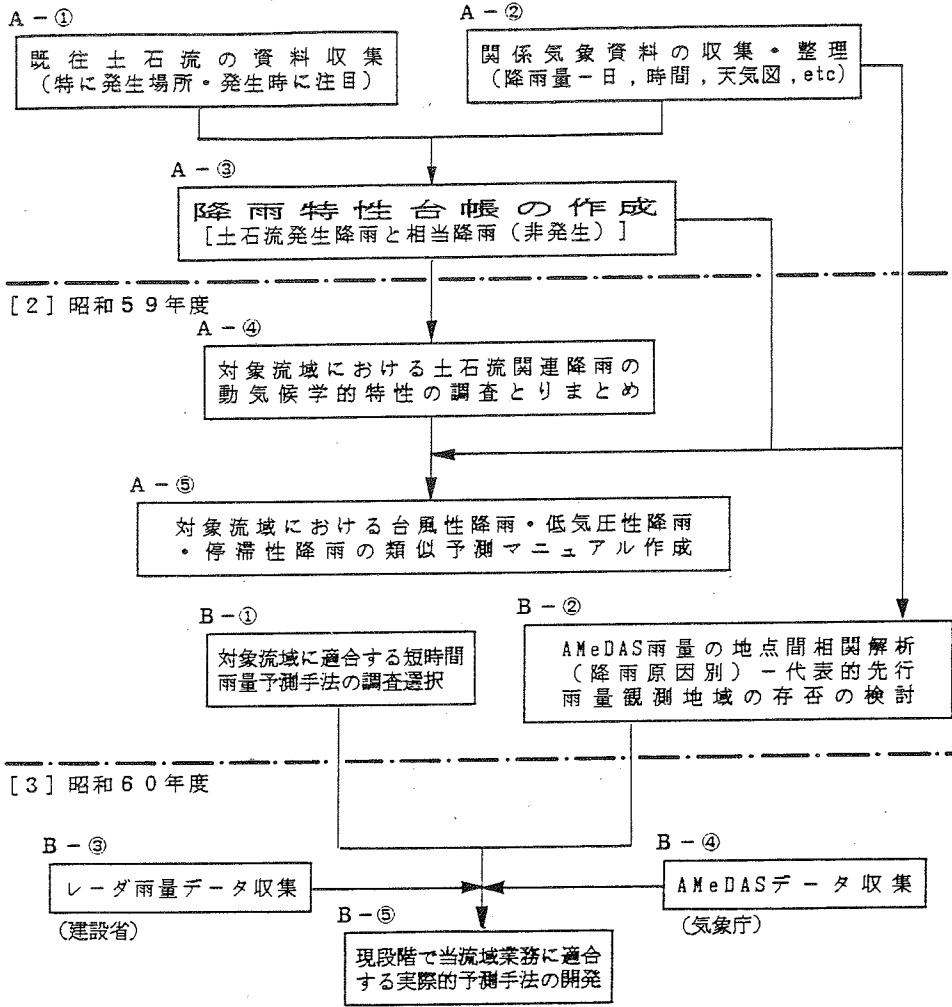 A－①
既往土石流の資料収集
（特に発生場所・発生時に注目）
A－②
関係気象資料の収集・整理
（降雨量－日，時間，天気図，etc）
A－③
降雨特性台帳の作成
［土石流発生降雨と相当降雨（非発生）］
［2］昭和59年度
A－④
対象流域における土石流関連降雨の
動気候学的特性の調査とりまとめ
A－⑤
対象流域における台風性降雨・低気圧性降雨
・停滞性降雨の類似予測マニュアル作成
B－①
対象流域に適合する短時間
雨量予測手法の調査選択
B－②
AMeDAS雨量の地点間相関解析
（降雨原因別）－代表的先行
雨量観測地域の存否の検討
［3］昭和60年度
B－③
レーダ雨量データ収集
（建設省）
B－④
AMeDASデータ収集
（気象庁）
B－⑤
現段階で当流域業務に適合
する実際的予測手法の開発